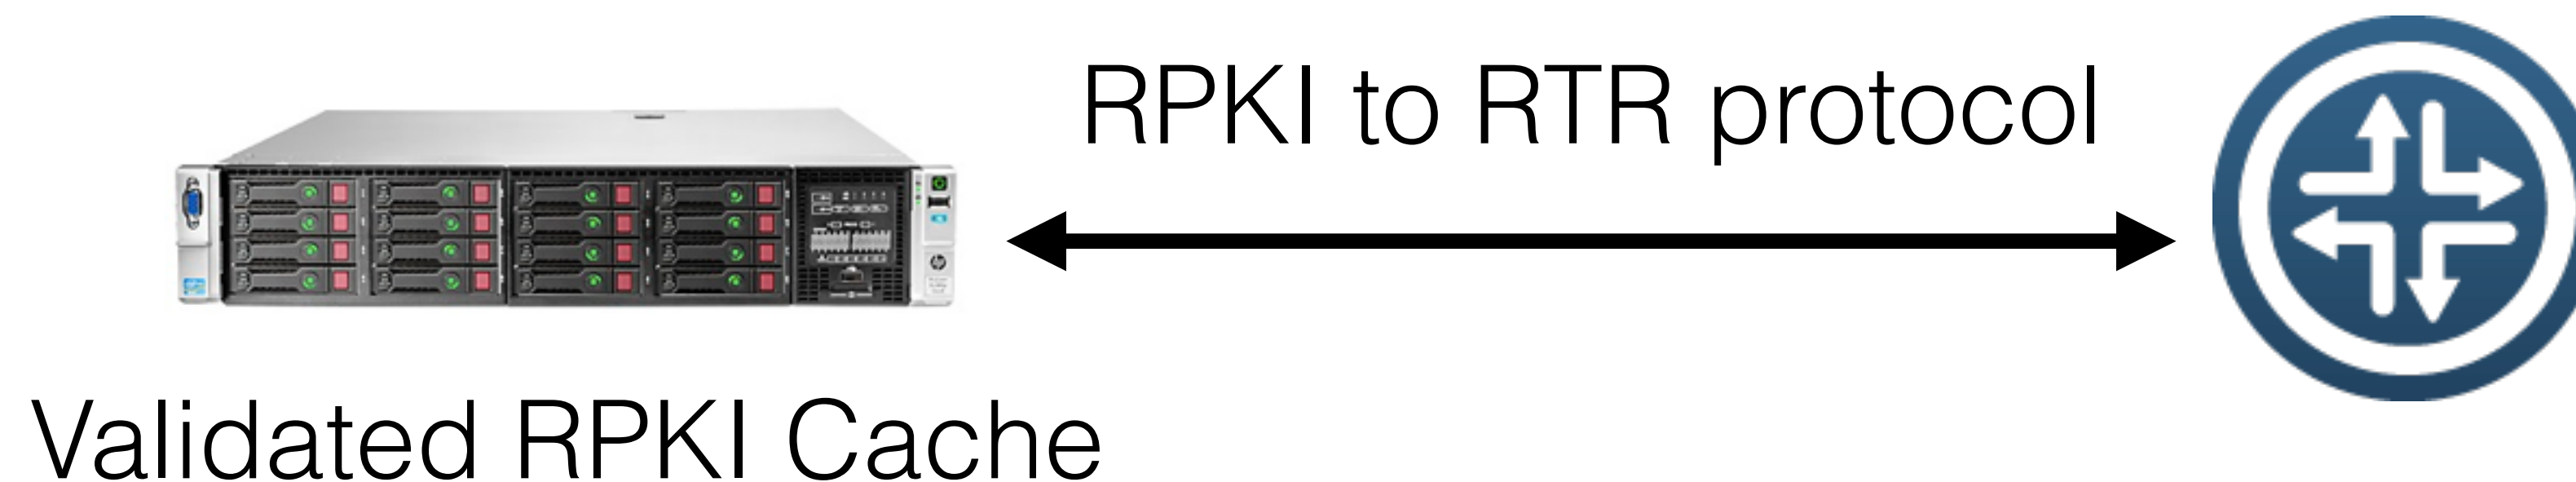 RPKI to RTR protocol
Validated RPKI Cache